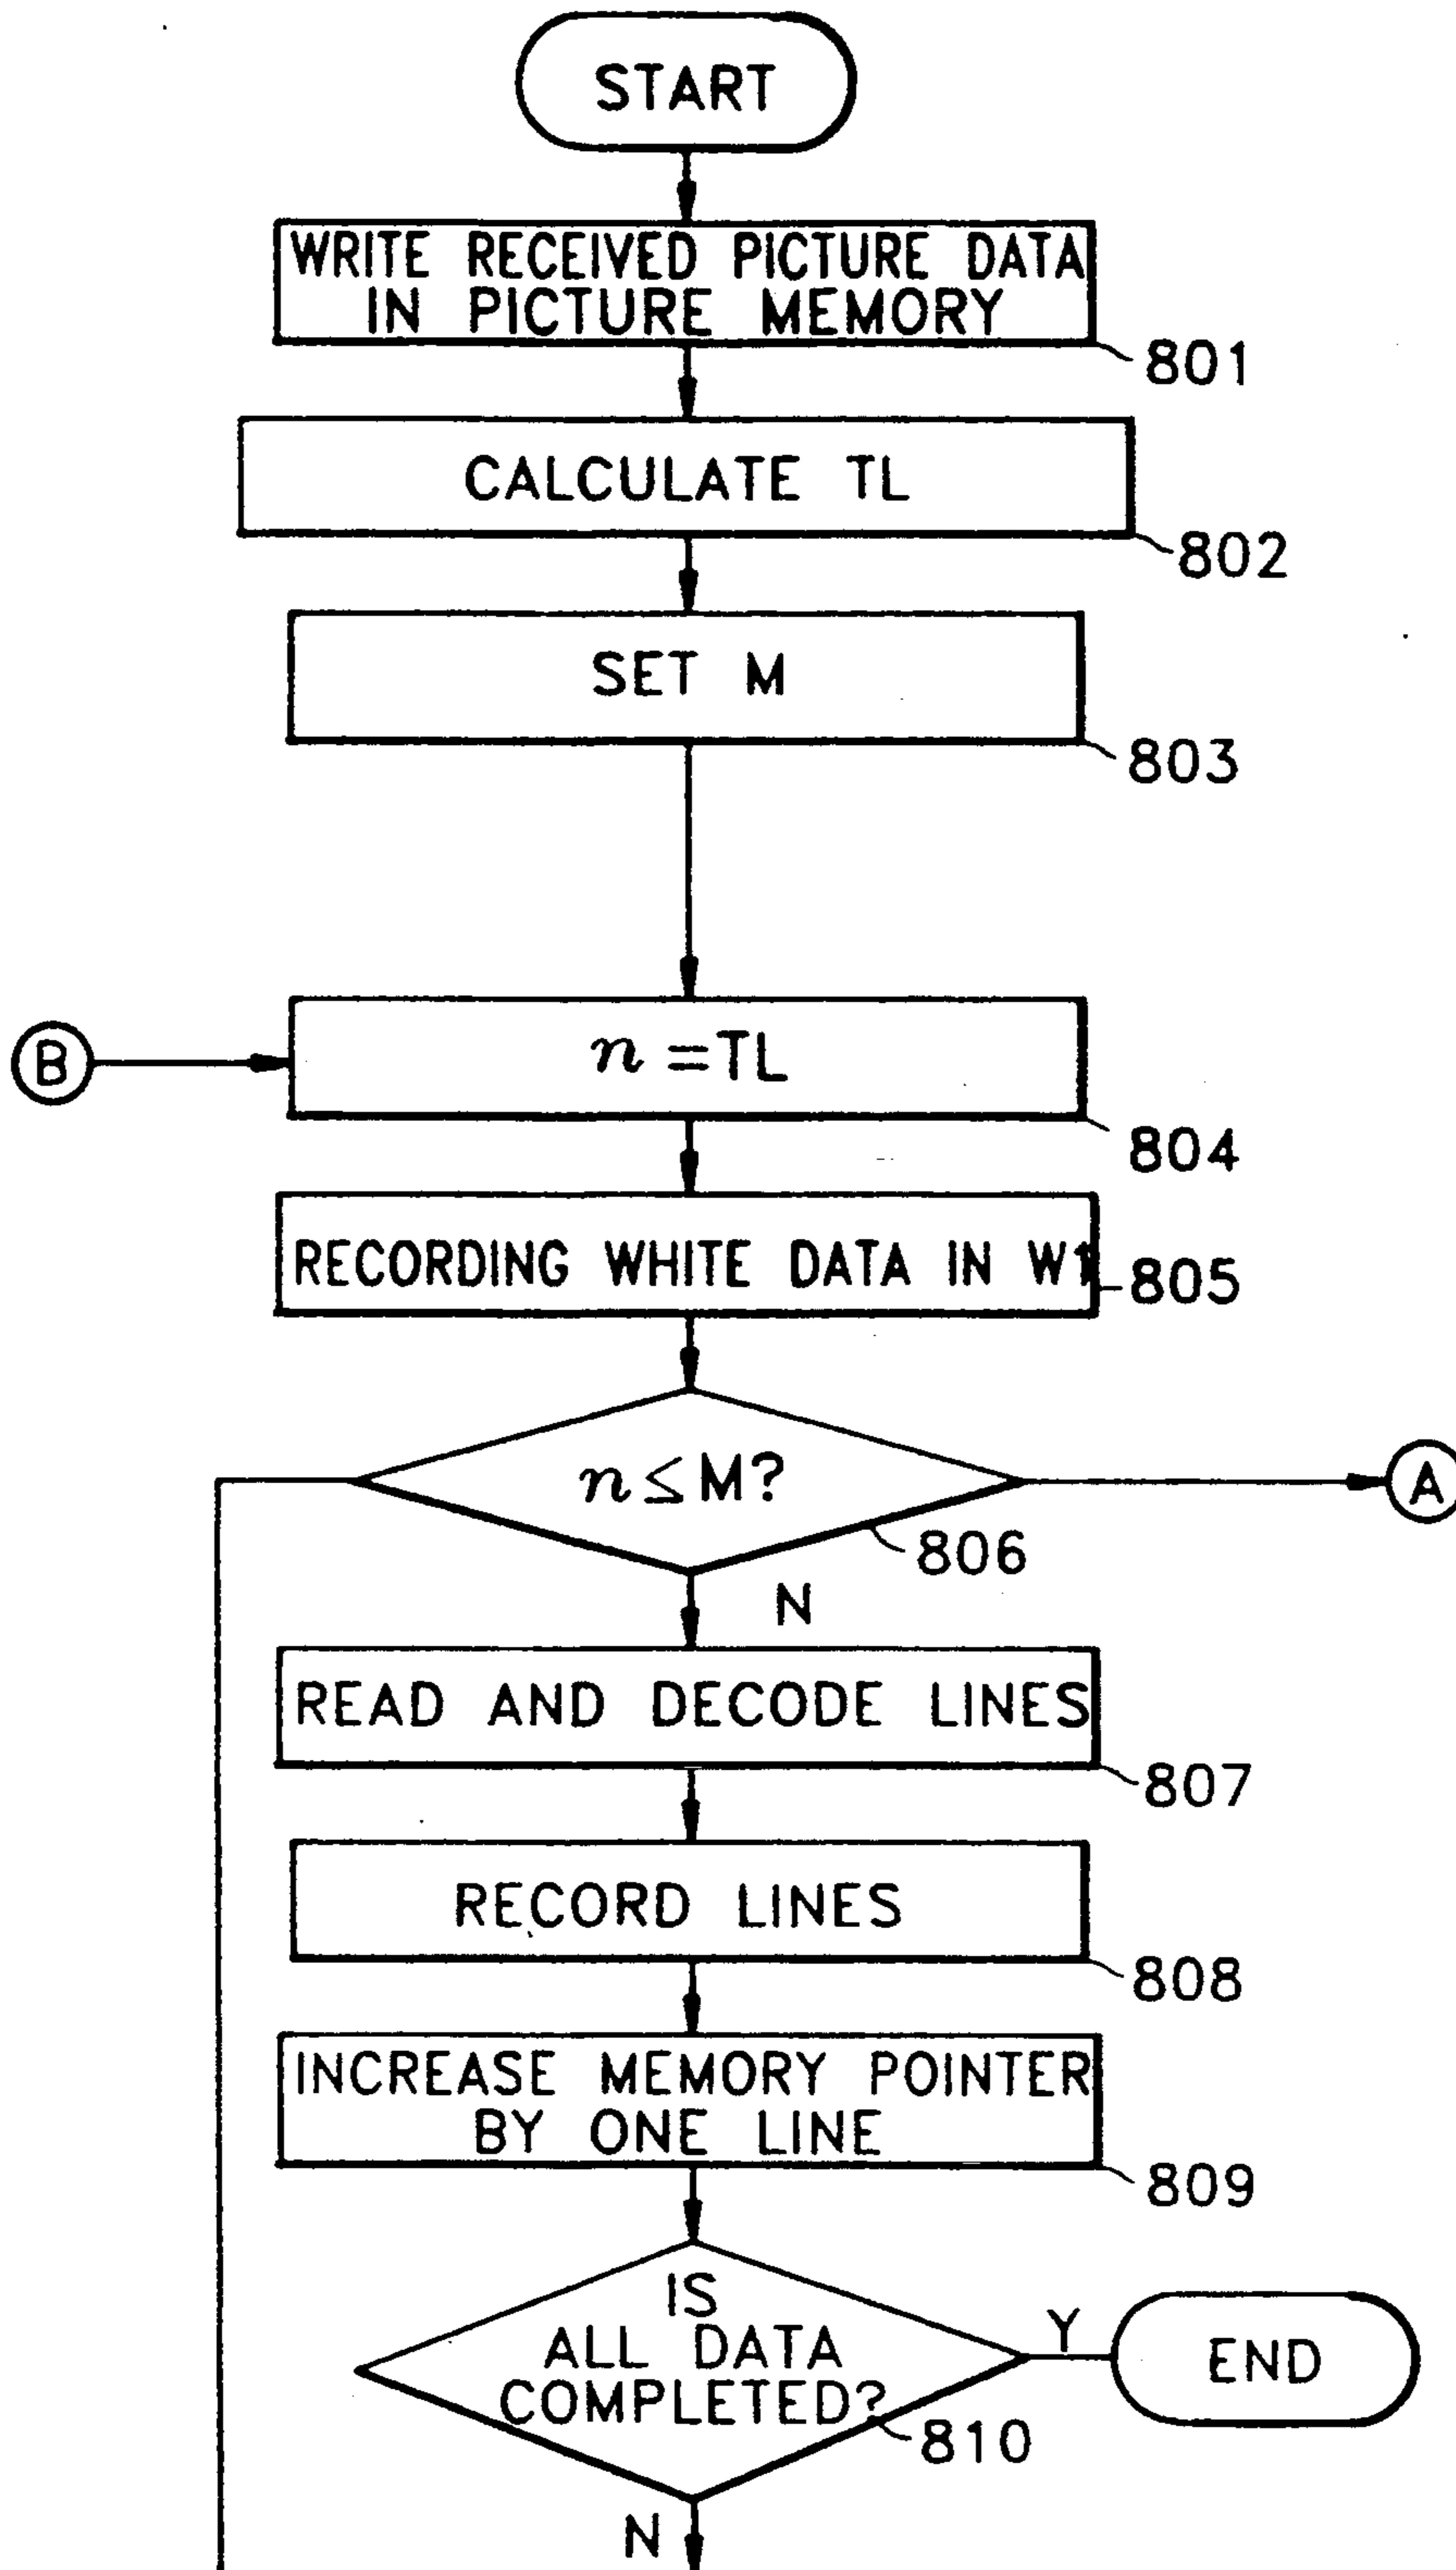 START
WRITE RECEIVED PICTURE DATA
IN PICTURE MEMORY
801
CALCULATE TL
802
SET M
803
B
n = TL
804
RECORDING WHITE DATA IN W1
805
n ≤ M?
A
806
N
READ AND DECODE LINES
807
RECORD LINES
808
INCREASE MEMORY POINTER
BY ONE LINE
809
IS
ALL DATA
COMPLETED?
Y
END
810
N